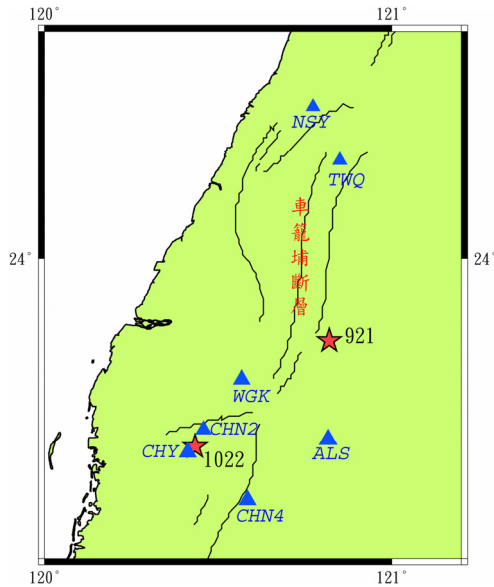 120° 121°
NSY
TWQ
車籠埔斷層
24° 24°
921
WGK
CHN2
CHY 1022 ALS
CHN4
120° 121°